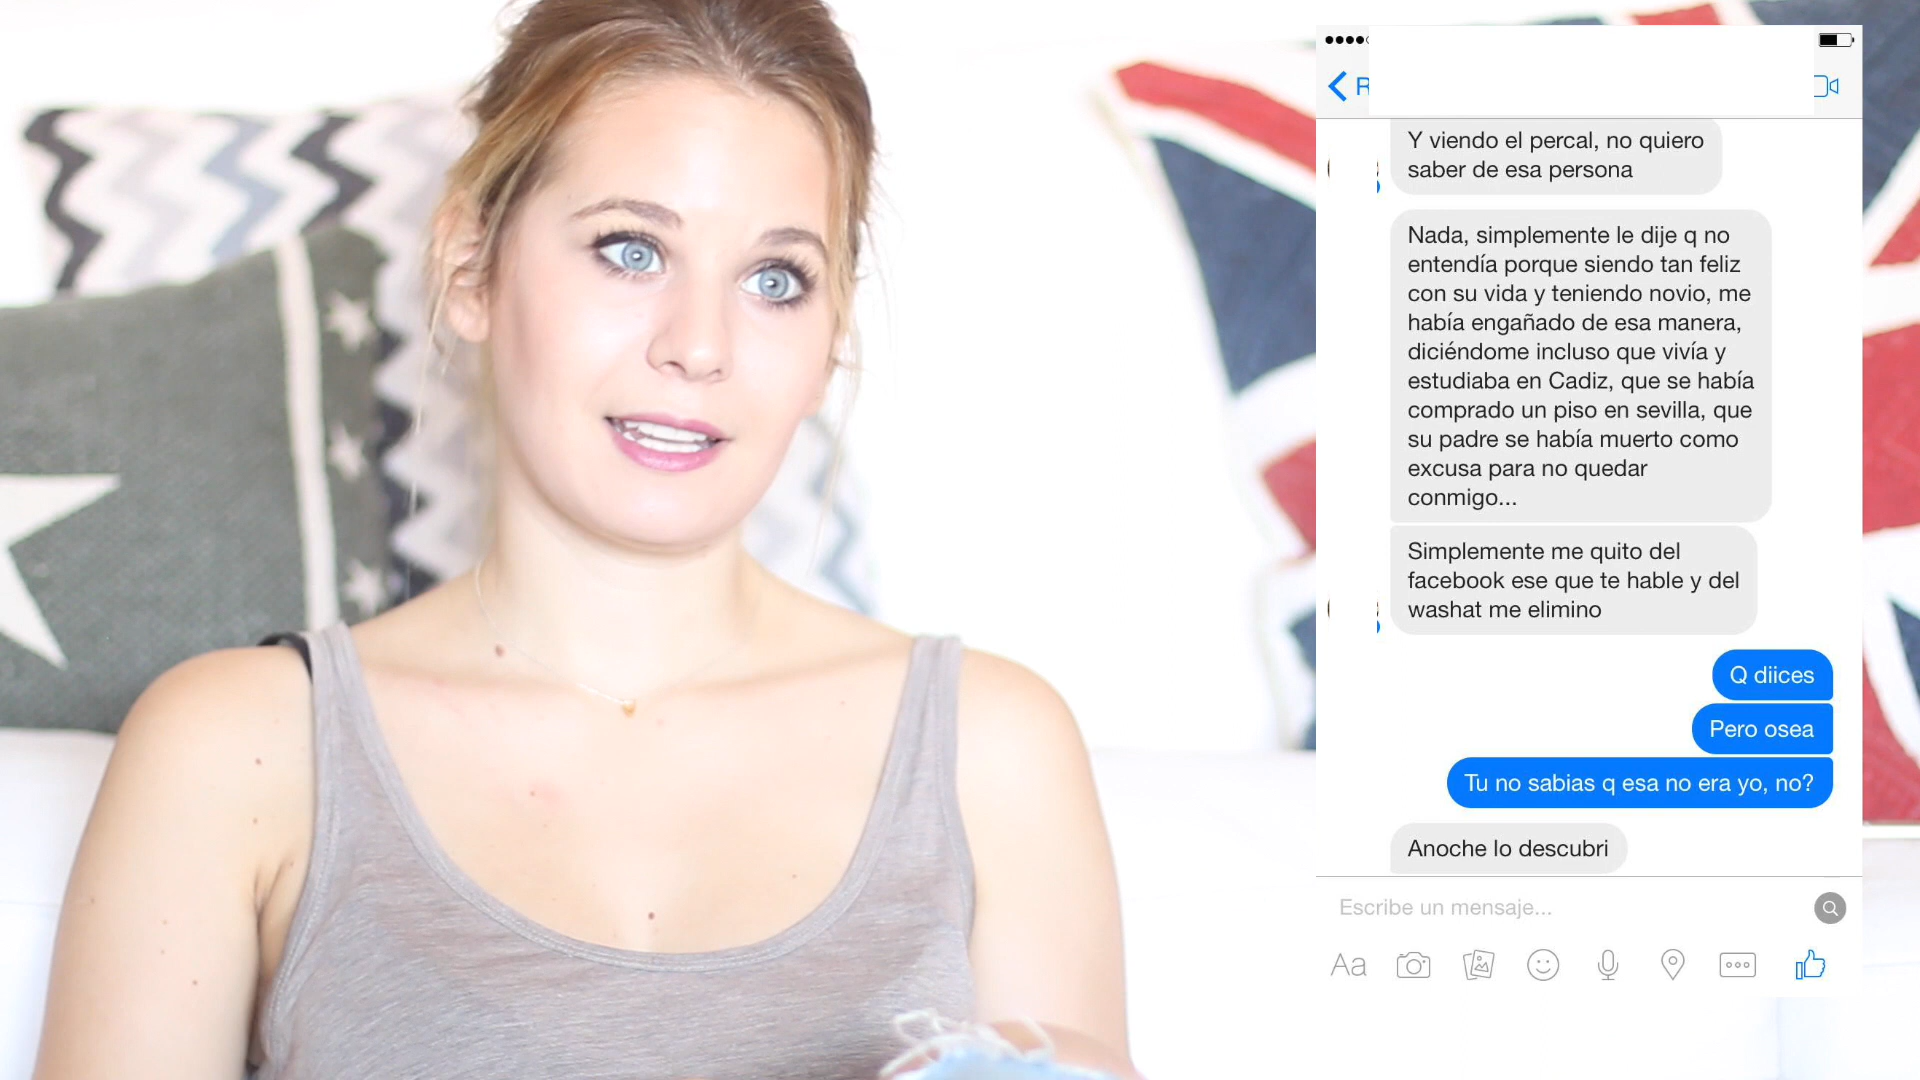 R
Y viendo el percal, no quiero
saber de esa persona
Nada, simplemente le dije q no
entendía porque siendo tan feliz
con su vida y teniendo novio, me
había engañado de esa manera,
diciéndome incluso que vivía y
estudiaba en Cadiz, que se había
comprado un piso en sevilla, que
su padre se había muerto como
excusa para no quedar
conmigo...
Simplemente me quito del
facebook ese que te hable y del
washat me elimino
Q diices
Pero osea
Tu no sabias q esa no era yo, no?
Anoche lo descubri
Escribe un mensaje...
Aa